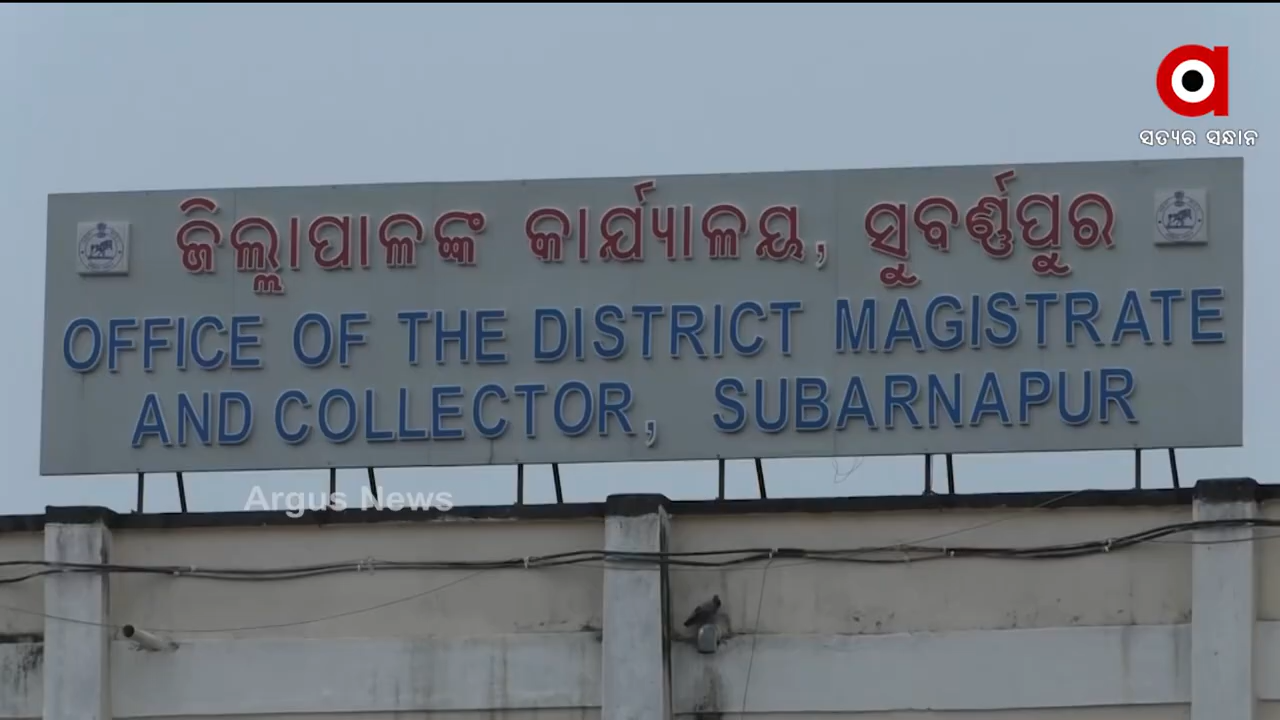 ସତ୍ୟର ସନ୍ଧାନ
ଜିଲ୍ଲାପାଳଙ୍କ କାର୍ଯ୍ୟାଳୟ, ସୁବର୍ଣ୍ଣପୁର
OFFICE OF THE DISTRICT MAGISTRATE
AND COLLECTOR, SUBARNAPUR
Argus News